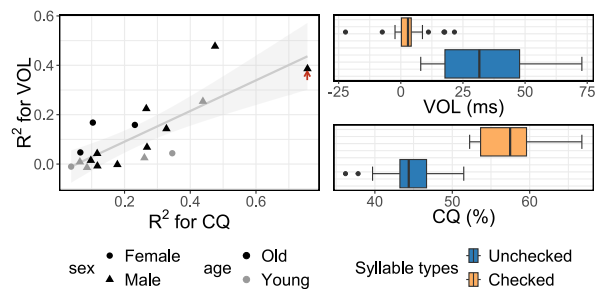 R² for VOL
0.6
0.4
0.2
0.0
0.2 0.4 0.6
R² for CQ
-25 0 25 50 75
VOL (ms)
40 50 60
CQ (%)
sex
Female
Male
age
Old
Young
Syllable types
Unchecked
Checked